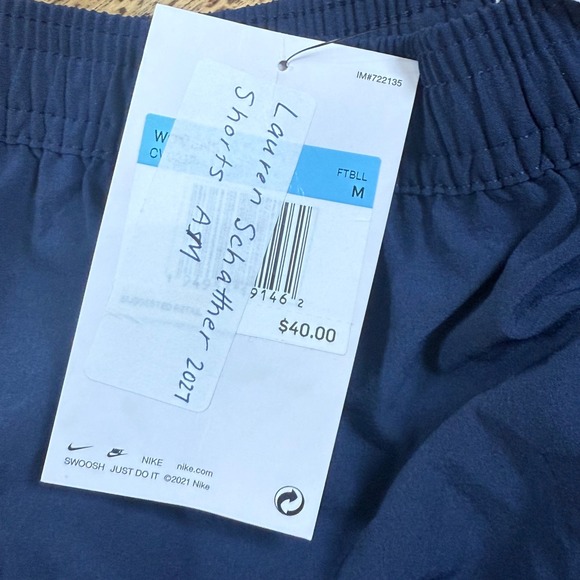 IM#722135
FTBLL
M
Lauren Schather 2027
Shorts AM
9146 2
$40.00
NIKE nike.com
SWOOSH JUST DO IT ©2021 Nike